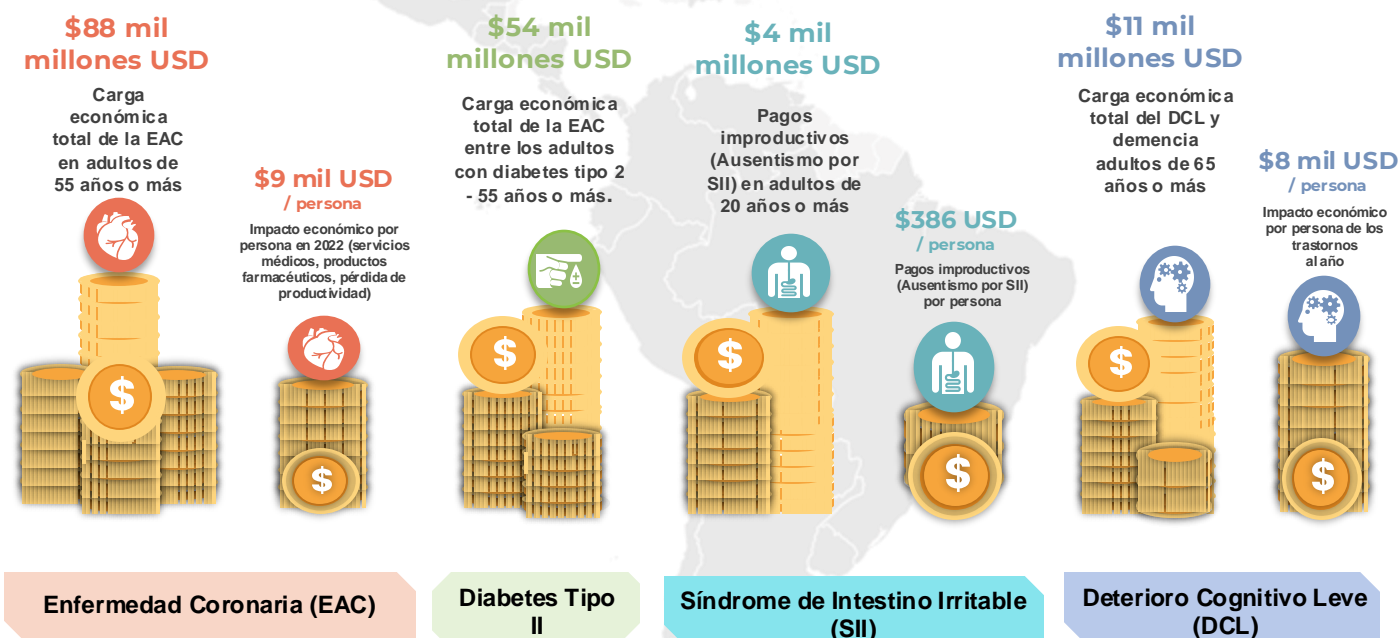 $88 mil
millones USD
Carga
económica
total de la EAC
en adultos de
55 años o más
$9 mil USD
/ persona
Impacto económico por
persona en 2022 (servicios
médicos, productos
farmacéuticos, pérdida de
productividad)
$
$
Enfermedad Coronaria (EAC)
$54 mil
millones USD
Carga económica
total de la EAC
entre los adultos
con diabetes tipo 2
- 55 años o más.
$
Diabetes Tipo
II
$4 mil
millones USD
Pagos
improductivos
(Ausentismo por
SII) en adultos de
20 años o más
$386 USD
/ persona
Pagos improductivos
(Ausentismo por SII)
por persona
$
$
Síndrome de Intestino Irritable
(SII)
$11 mil
millones USD
Carga económica
total del DCL y
demencia
adultos de 65
años o más
$8 mil USD
/ persona
Impacto económico
por persona de los
trastornos
al año
$
$
Deterioro Cognitivo Leve
(DCL)